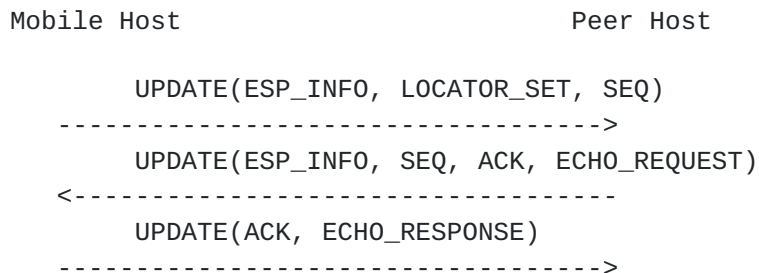 Mobile Host Peer Host
UPDATE(ESP_INFO, LOCATOR_SET, SEQ)
----------------------------------->
UPDATE(ESP_INFO, SEQ, ACK, ECHO_REQUEST)
<-----------------------------------
UPDATE(ACK, ECHO_RESPONSE)
----------------------------------->